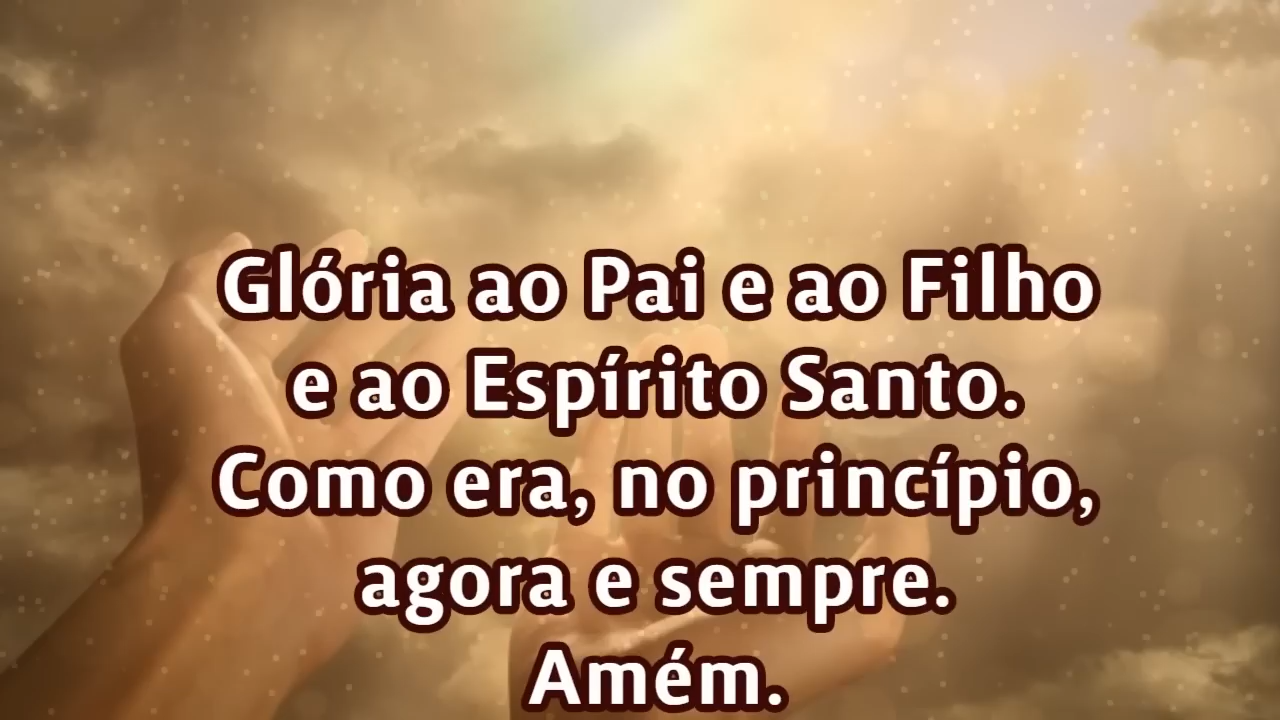 Glória ao Pai e ao Filho
e ao Espírito Santo.
Como era, no princípio,
agora e sempre.
Amém.